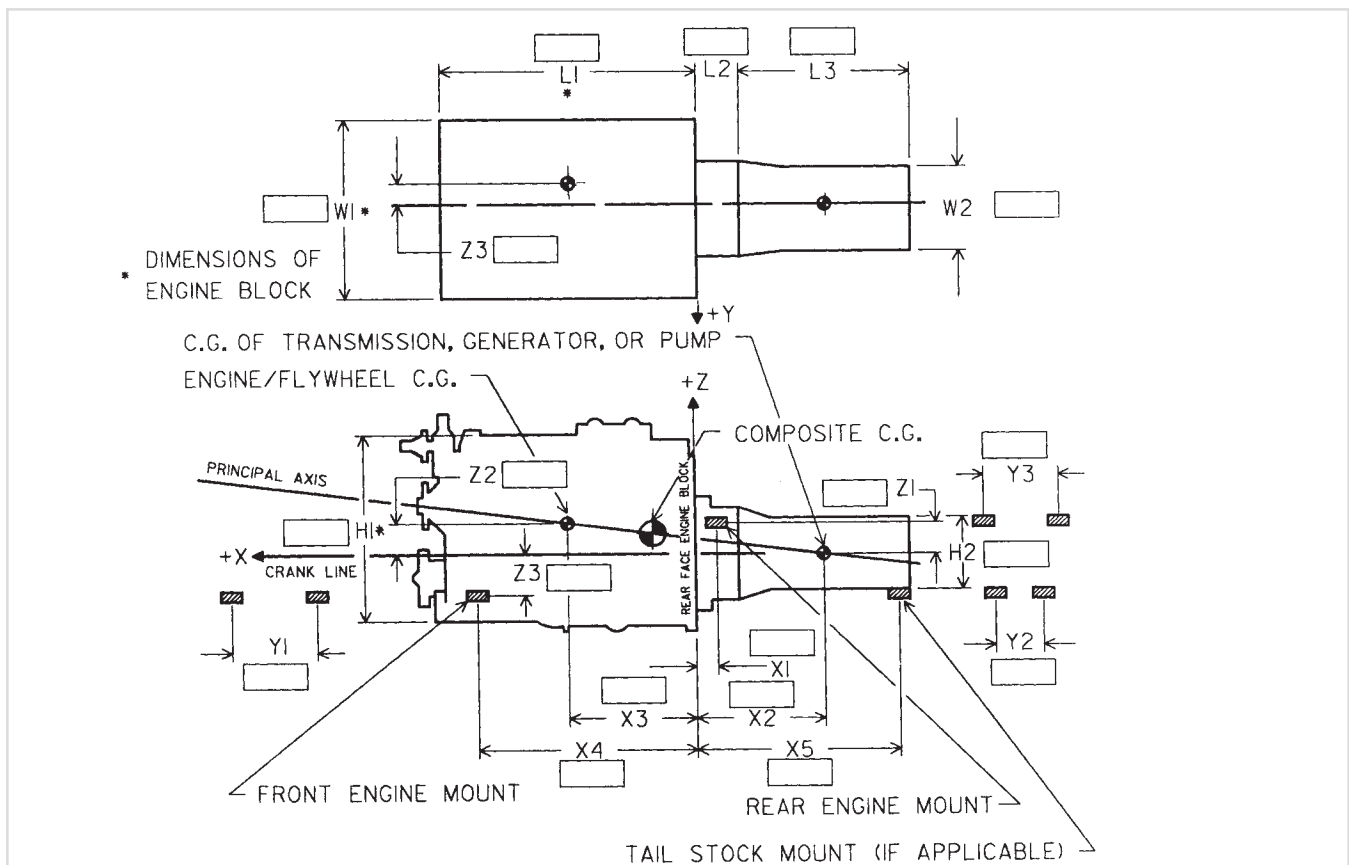 L1
*
L2
L3
W1*
W2
Z3
* DIMENSIONS OF
ENGINE BLOCK
+Y
C.G. OF TRANSMISSION, GENERATOR, OR PUMP
ENGINE/FLYWHEEL C.G.
+Z
COMPOSITE C.G.
PRINCIPAL AXIS
Z2
REAR FACE ENGINE BLOCK
Z1
Y3
H1*
H2
+X
CRANK LINE
Z3
Y1
Y2
X1
X3
X2
X4
X5
FRONT ENGINE MOUNT
REAR ENGINE MOUNT
TAIL STOCK MOUNT (IF APPLICABLE)